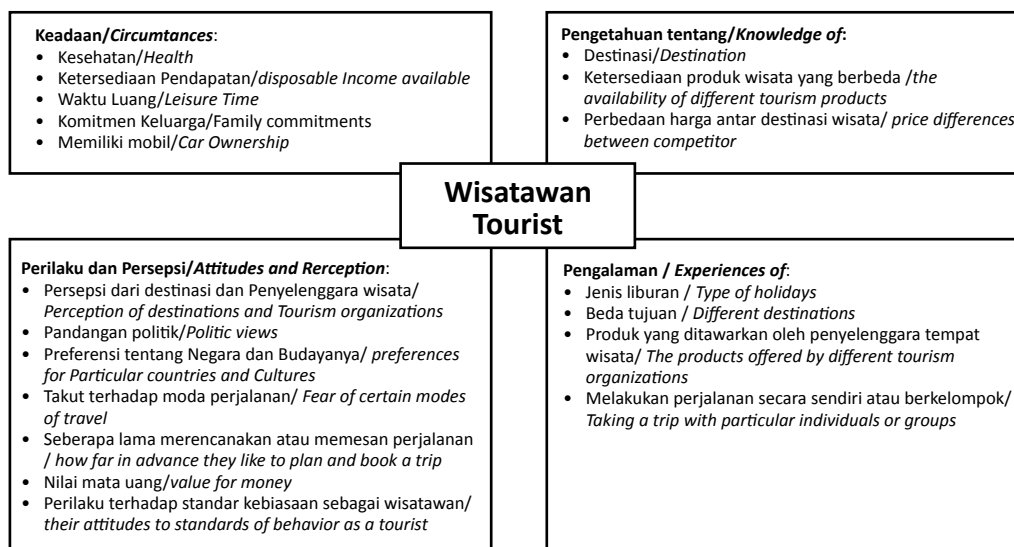 Keadaan/Circumtances:
• Kesehatan/Health
• Ketersediaan Pendapatan/disposable Income available
• Waktu Luang/Leisure Time
• Komitmen Keluarga/Family commitments
• Memiliki mobil/Car Ownership
Pengetahuan tentang/Knowledge of:
• Destinasi/Destination
• Ketersediaan produk wisata yang berbeda /the
availability of different tourism products
• Perbedaan harga antar destinasi wisata/ price differences
between competitor
Wisatawan
Tourist
Perilaku dan Persepsi/Attitudes and Rerception:
• Persepsi dari destinasi dan Penyelenggara wisata/
Perception of destinations and Tourism organizations
• Pandangan politik/Politic views
• Preferensi tentang Negara dan Budayanya/ preferences
for Particular countries and Cultures
• Takut terhadap moda perjalanan/ Fear of certain modes
of travel
• Seberapa lama merencanakan atau memesan perjalanan
/ how far in advance they like to plan and book a trip
• Nilai mata uang/value for money
• Perilaku terhadap standar kebiasaan sebagai wisatawan/
their attitudes to standards of behavior as a tourist
Pengalaman / Experiences of:
• Jenis liburan / Type of holidays
• Beda tujuan / Different destinations
• Produk yang ditawarkan oleh penyelenggara tempat
wisata/ The products offered by different tourism
organizations
• Melakukan perjalanan secara sendiri atau berkelompok/
Taking a trip with particular individuals or groups